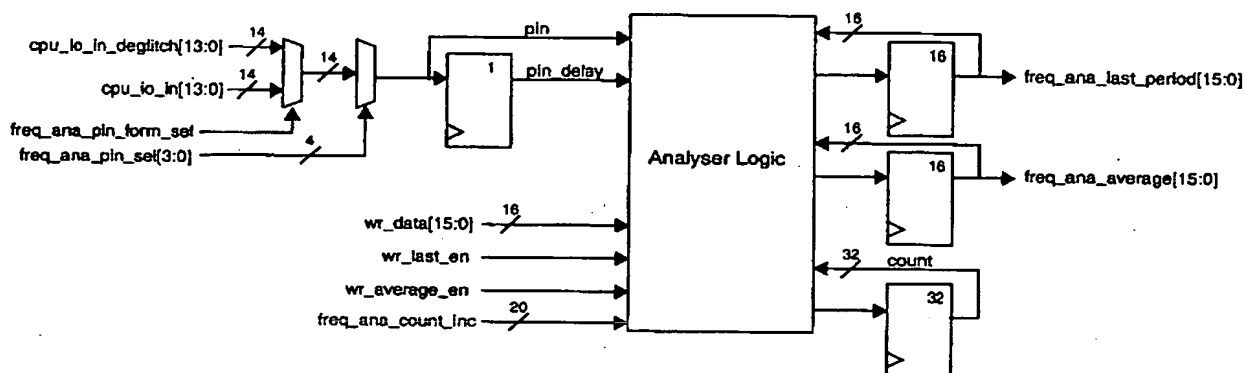 cpu_io_in_deglitch[13:0]
14
cpu_io_in[13:0]
14
14
freq_ana_pin_form_sel
freq_ana_pin_sel[3:0]
4
pin
1
pin_delay
Analyser Logic
wr_data[15:0]
16
wr_last_en
wr_average_en
freq_ana_count_inc
20
16
16
freq_ana_last_period[15:0]
16
16
freq_ana_average[15:0]
32
count
32